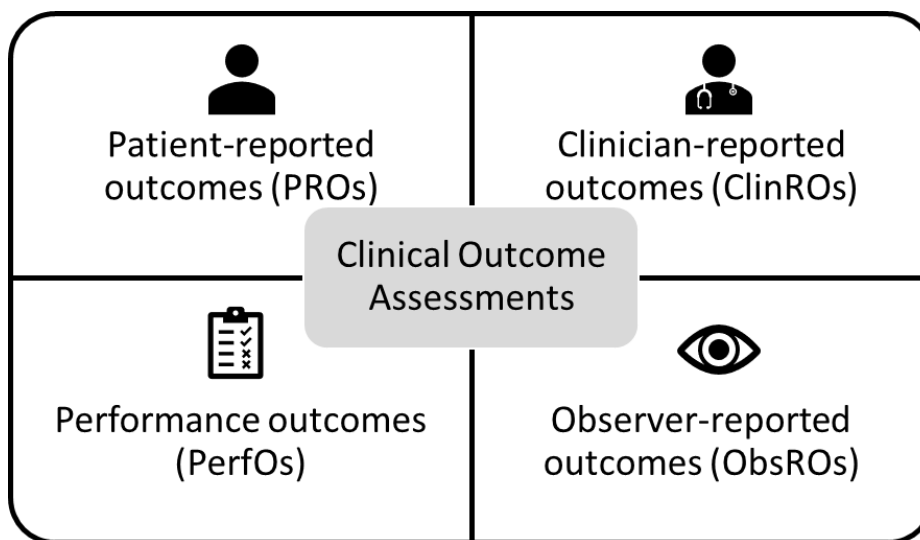 Patient-reported
outcomes (PROs)
Clinician-reported
outcomes (ClinROs)
Clinical Outcome
Assessments
Performance outcomes
(PerfOs)
Observer-reported
outcomes (ObsROs)